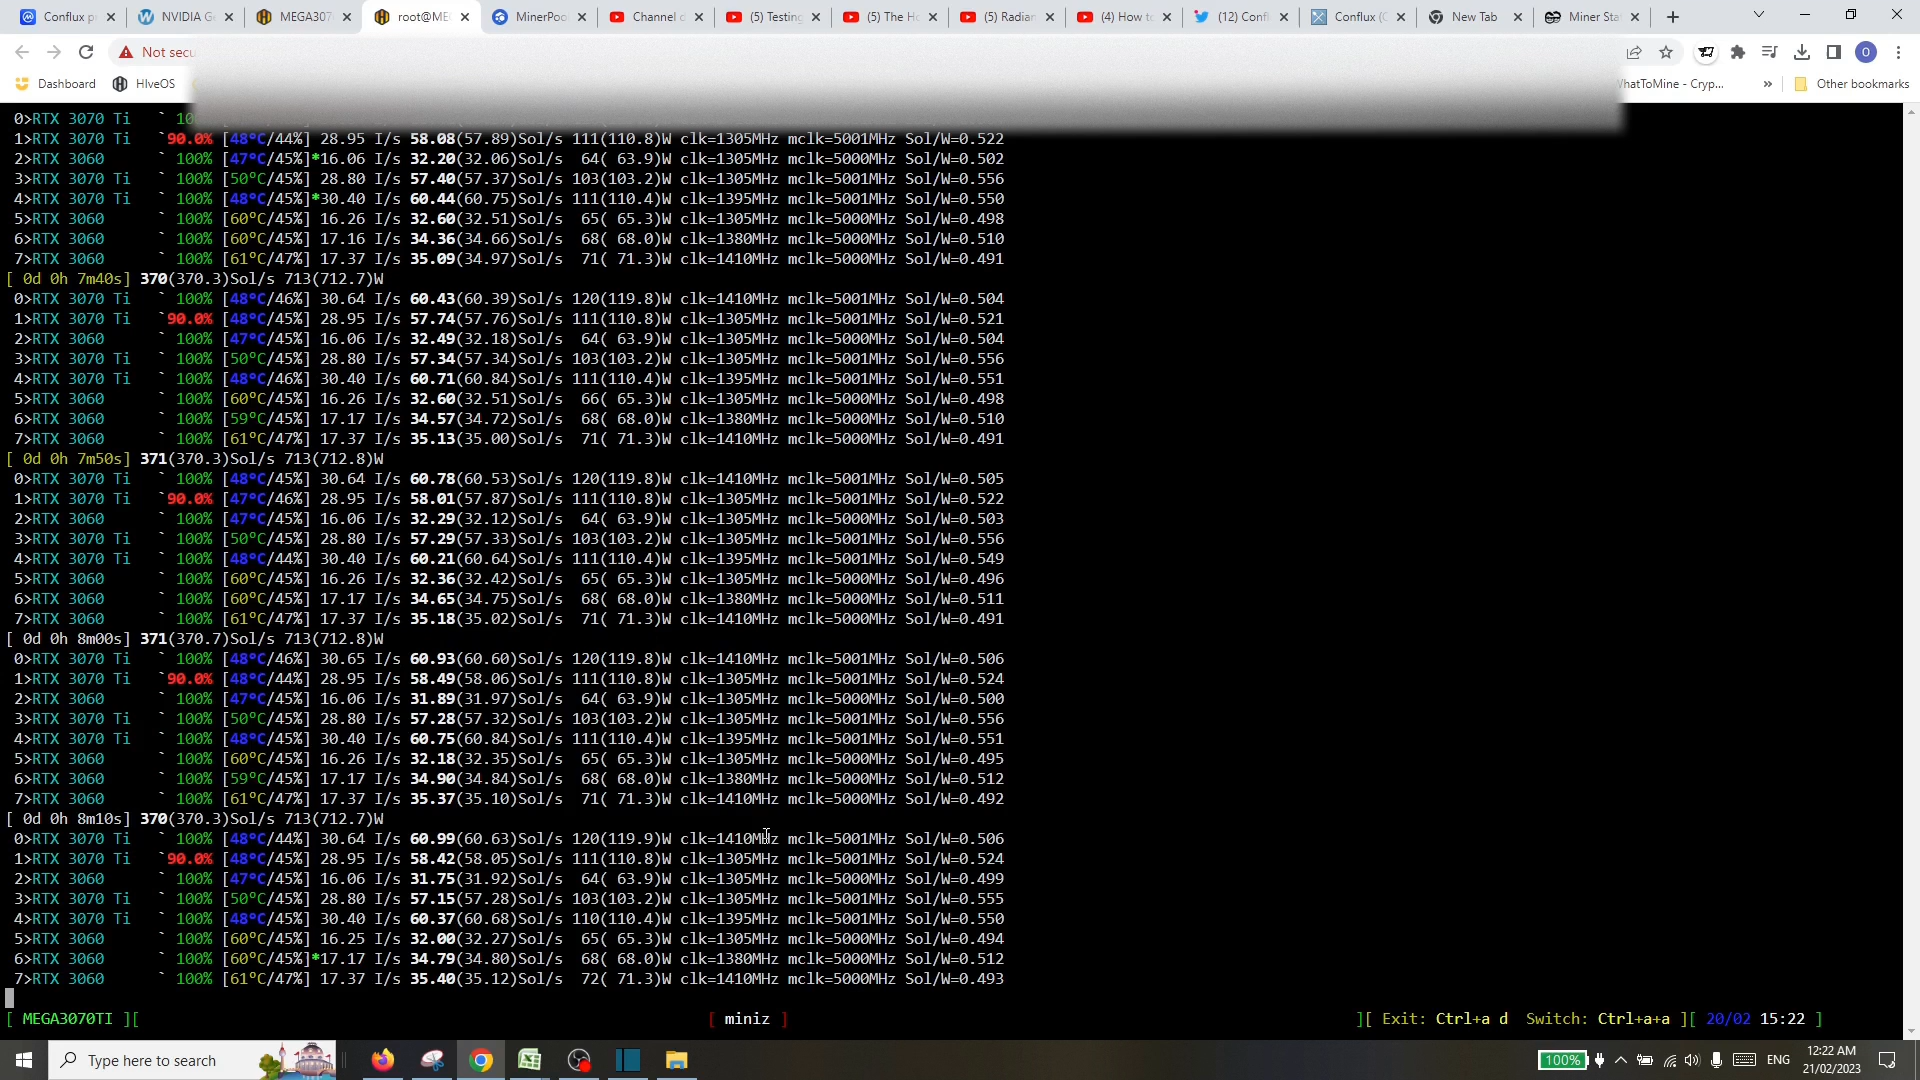 Conflux p
NVIDIA Ge
MEGA307
root@ME
MinerPoo
Channel d
(5) Testing
(5) The Ho
(5) Radian
(4) How to
(12) Confl
Conflux (C
New Tab
Miner Sta
Not secu
Dashboard
HIveOS
WhatToMine - Cryp...
»
Other bookmarks
0>RTX 3070 Ti ` 10
1>RTX 3070 Ti `90.0% [48ºC/44%] 28.95 I/s 58.08(57.89)Sol/s 111(110.8)W clk=1305MHz mclk=5001MHz Sol/W=0.522
2>RTX 3060 ` 100% [47ºC/45%]*16.06 I/s 32.20(32.06)Sol/s 64( 63.9)W clk=1305MHz mclk=5000MHz Sol/W=0.502
3>RTX 3070 Ti ` 100% [50ºC/45%] 28.80 I/s 57.40(57.37)Sol/s 103(103.2)W clk=1305MHz mclk=5001MHz Sol/W=0.556
4>RTX 3070 Ti ` 100% [48ºC/45%]*30.40 I/s 60.44(60.75)Sol/s 111(110.4)W clk=1395MHz mclk=5001MHz Sol/W=0.550
5>RTX 3060 ` 100% [60ºC/45%] 16.26 I/s 32.60(32.51)Sol/s 65( 65.3)W clk=1305MHz mclk=5000MHz Sol/W=0.498
6>RTX 3060 ` 100% [60ºC/45%] 17.16 I/s 34.36(34.66)Sol/s 68( 68.0)W clk=1380MHz mclk=5000MHz Sol/W=0.510
7>RTX 3060 ` 100% [61ºC/47%] 17.37 I/s 35.09(34.97)Sol/s 71( 71.3)W clk=1410MHz mclk=5000MHz Sol/W=0.491
[ 0d 0h 7m40s] 370(370.3)Sol/s 713(712.7)W
0>RTX 3070 Ti ` 100% [48ºC/46%] 30.64 I/s 60.43(60.39)Sol/s 120(119.8)W clk=1410MHz mclk=5001MHz Sol/W=0.504
1>RTX 3070 Ti `90.0% [48ºC/45%] 28.95 I/s 57.74(57.76)Sol/s 111(110.8)W clk=1305MHz mclk=5001MHz Sol/W=0.521
2>RTX 3060 ` 100% [47ºC/45%] 16.06 I/s 32.49(32.18)Sol/s 64( 63.9)W clk=1305MHz mclk=5000MHz Sol/W=0.504
3>RTX 3070 Ti ` 100% [50ºC/45%] 28.80 I/s 57.34(57.34)Sol/s 103(103.2)W clk=1305MHz mclk=5001MHz Sol/W=0.556
4>RTX 3070 Ti ` 100% [48ºC/46%] 30.40 I/s 60.71(60.84)Sol/s 111(110.4)W clk=1395MHz mclk=5001MHz Sol/W=0.551
5>RTX 3060 ` 100% [60ºC/45%] 16.26 I/s 32.60(32.51)Sol/s 66( 65.3)W clk=1305MHz mclk=5000MHz Sol/W=0.498
6>RTX 3060 ` 100% [59ºC/45%] 17.17 I/s 34.57(34.72)Sol/s 68( 68.0)W clk=1380MHz mclk=5000MHz Sol/W=0.510
7>RTX 3060 ` 100% [61ºC/47%] 17.37 I/s 35.13(35.00)Sol/s 71( 71.3)W clk=1410MHz mclk=5000MHz Sol/W=0.491
[ 0d 0h 7m50s] 371(370.3)Sol/s 713(712.8)W
0>RTX 3070 Ti ` 100% [48ºC/45%] 30.64 I/s 60.78(60.53)Sol/s 120(119.8)W clk=1410MHz mclk=5001MHz Sol/W=0.505
1>RTX 3070 Ti `90.0% [47ºC/46%] 28.95 I/s 58.01(57.87)Sol/s 111(110.8)W clk=1305MHz mclk=5001MHz Sol/W=0.522
2>RTX 3060 ` 100% [47ºC/45%] 16.06 I/s 32.29(32.12)Sol/s 64( 63.9)W clk=1305MHz mclk=5000MHz Sol/W=0.503
3>RTX 3070 Ti ` 100% [50ºC/45%] 28.80 I/s 57.29(57.33)Sol/s 103(103.2)W clk=1305MHz mclk=5001MHz Sol/W=0.556
4>RTX 3070 Ti ` 100% [48ºC/44%] 30.40 I/s 60.21(60.64)Sol/s 111(110.4)W clk=1395MHz mclk=5001MHz Sol/W=0.549
5>RTX 3060 ` 100% [60ºC/45%] 16.26 I/s 32.36(32.42)Sol/s 65( 65.3)W clk=1305MHz mclk=5000MHz Sol/W=0.496
6>RTX 3060 ` 100% [60ºC/45%] 17.17 I/s 34.65(34.75)Sol/s 68( 68.0)W clk=1380MHz mclk=5000MHz Sol/W=0.511
7>RTX 3060 ` 100% [61ºC/47%] 17.37 I/s 35.18(35.02)Sol/s 71( 71.3)W clk=1410MHz mclk=5000MHz Sol/W=0.491
[ 0d 0h 8m00s] 371(370.7)Sol/s 713(712.8)W
0>RTX 3070 Ti ` 100% [48ºC/46%] 30.65 I/s 60.93(60.60)Sol/s 120(119.8)W clk=1410MHz mclk=5001MHz Sol/W=0.506
1>RTX 3070 Ti `90.0% [48ºC/44%] 28.95 I/s 58.49(58.06)Sol/s 111(110.8)W clk=1305MHz mclk=5001MHz Sol/W=0.524
2>RTX 3060 ` 100% [47ºC/45%] 16.06 I/s 31.89(31.97)Sol/s 64( 63.9)W clk=1305MHz mclk=5000MHz Sol/W=0.500
3>RTX 3070 Ti ` 100% [50ºC/45%] 28.80 I/s 57.28(57.32)Sol/s 103(103.2)W clk=1305MHz mclk=5001MHz Sol/W=0.556
4>RTX 3070 Ti ` 100% [48ºC/45%] 30.40 I/s 60.75(60.84)Sol/s 111(110.4)W clk=1395MHz mclk=5001MHz Sol/W=0.551
5>RTX 3060 ` 100% [60ºC/45%] 16.26 I/s 32.18(32.35)Sol/s 65( 65.3)W clk=1305MHz mclk=5000MHz Sol/W=0.495
6>RTX 3060 ` 100% [59ºC/45%] 17.17 I/s 34.90(34.84)Sol/s 68( 68.0)W clk=1380MHz mclk=5000MHz Sol/W=0.512
7>RTX 3060 ` 100% [61ºC/47%] 17.37 I/s 35.37(35.10)Sol/s 71( 71.3)W clk=1410MHz mclk=5000MHz Sol/W=0.492
[ 0d 0h 8m10s] 370(370.3)Sol/s 713(712.7)W
0>RTX 3070 Ti ` 100% [48ºC/44%] 30.64 I/s 60.99(60.63)Sol/s 120(119.9)W clk=1410MHz mclk=5001MHz Sol/W=0.506
1>RTX 3070 Ti `90.0% [48ºC/45%] 28.95 I/s 58.42(58.05)Sol/s 111(110.8)W clk=1305MHz mclk=5001MHz Sol/W=0.524
2>RTX 3060 ` 100% [47ºC/45%] 16.06 I/s 31.75(31.92)Sol/s 64( 63.9)W clk=1305MHz mclk=5000MHz Sol/W=0.499
3>RTX 3070 Ti ` 100% [50ºC/45%] 28.80 I/s 57.15(57.28)Sol/s 103(103.2)W clk=1305MHz mclk=5001MHz Sol/W=0.555
4>RTX 3070 Ti ` 100% [48ºC/45%] 30.40 I/s 60.37(60.68)Sol/s 110(110.4)W clk=1395MHz mclk=5001MHz Sol/W=0.550
5>RTX 3060 ` 100% [60ºC/45%] 16.25 I/s 32.00(32.27)Sol/s 65( 65.3)W clk=1305MHz mclk=5000MHz Sol/W=0.494
6>RTX 3060 ` 100% [60ºC/45%]*17.17 I/s 34.79(34.80)Sol/s 68( 68.0)W clk=1380MHz mclk=5000MHz Sol/W=0.512
7>RTX 3060 ` 100% [61ºC/47%] 17.37 I/s 35.40(35.12)Sol/s 72( 71.3)W clk=1410MHz mclk=5000MHz Sol/W=0.493
[ MEGA3070TI ][ [ miniz ] ][ Exit: Ctrl+a d Switch: Ctrl+a+a ][ 20/02 15:22 ]
Type here to search
100%
ENG
12:22 AM
21/02/2023